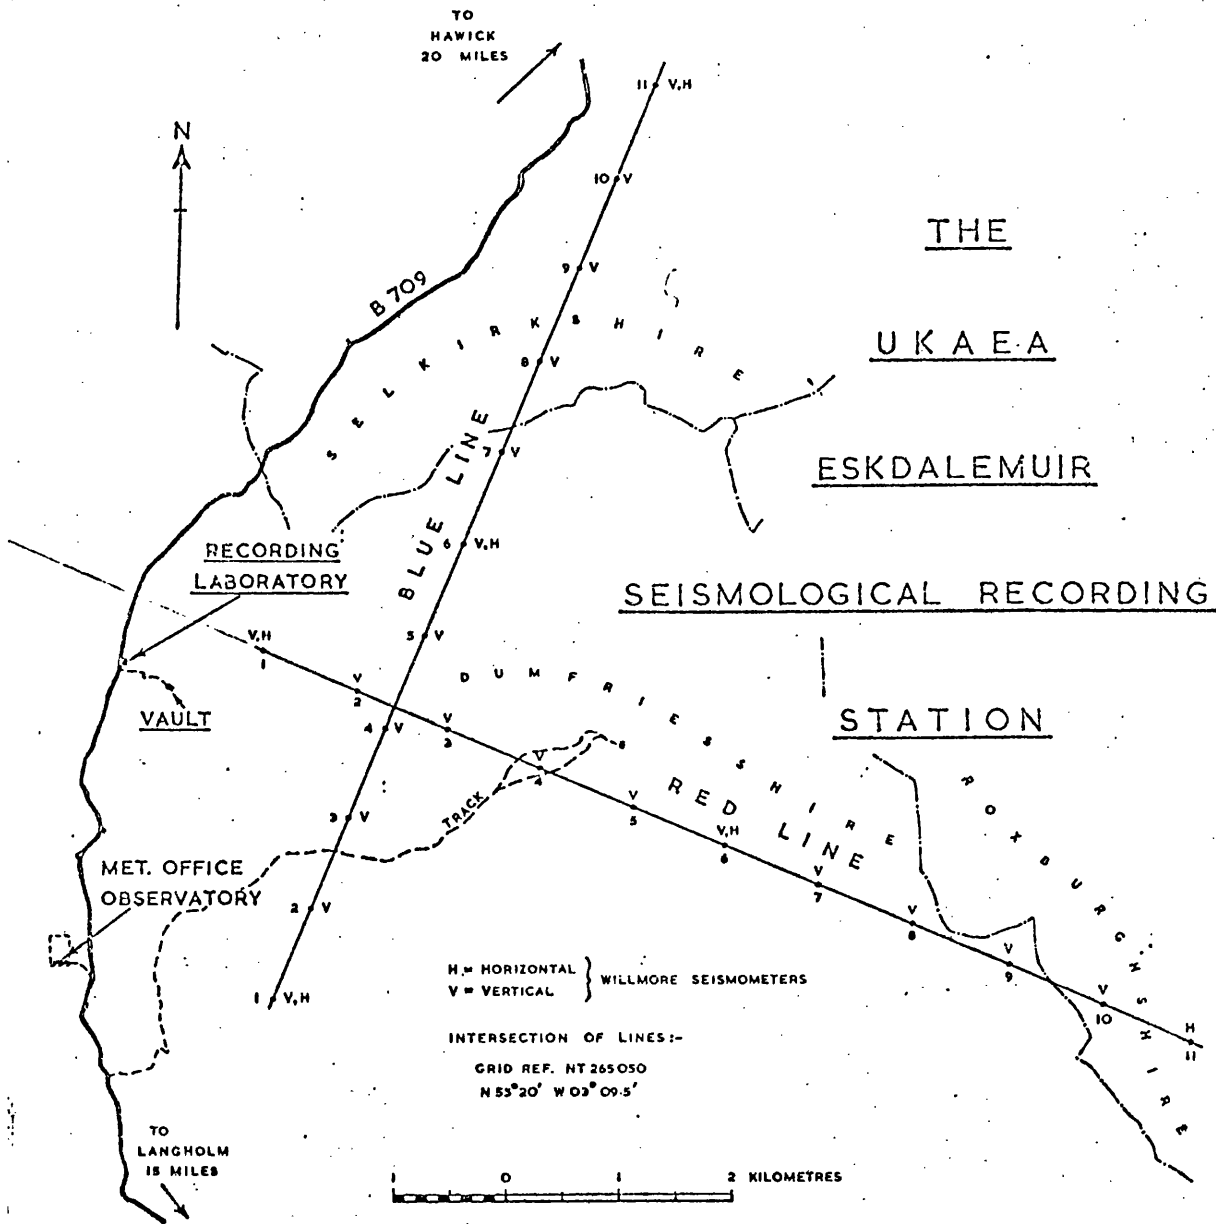 TO
HAWICK
20 MILES
N
11 V,H
10 V
9 V
B 709
8 V
SELKIRKSHIRE
7 V
BLUE LINE
6 V,H
5 V
4 V
3 V
2 V
1 V,H
THE
UKAEA
ESKDALEMUIR
SEISMOLOGICAL RECORDING
STATION
RECORDING
LABORATORY
VAULT
V,H
1
V
2
V
3
V
4
V
5
V,H
6
V
7
V
8
V
9
V
10
H
11
DUMFRIESSHIRE
RED LINE
ROXBURGHSHIRE
TRACK
MET. OFFICE
OBSERVATORY
H = HORIZONTAL
V = VERTICAL
} WILLMORE SEISMOMETERS
INTERSECTION OF LINES:-
GRID REF. NT 265050
N 53° 20' W 03° 09.5'
TO
LANGHOLM
15 MILES
1 0 1 2 KILOMETRES